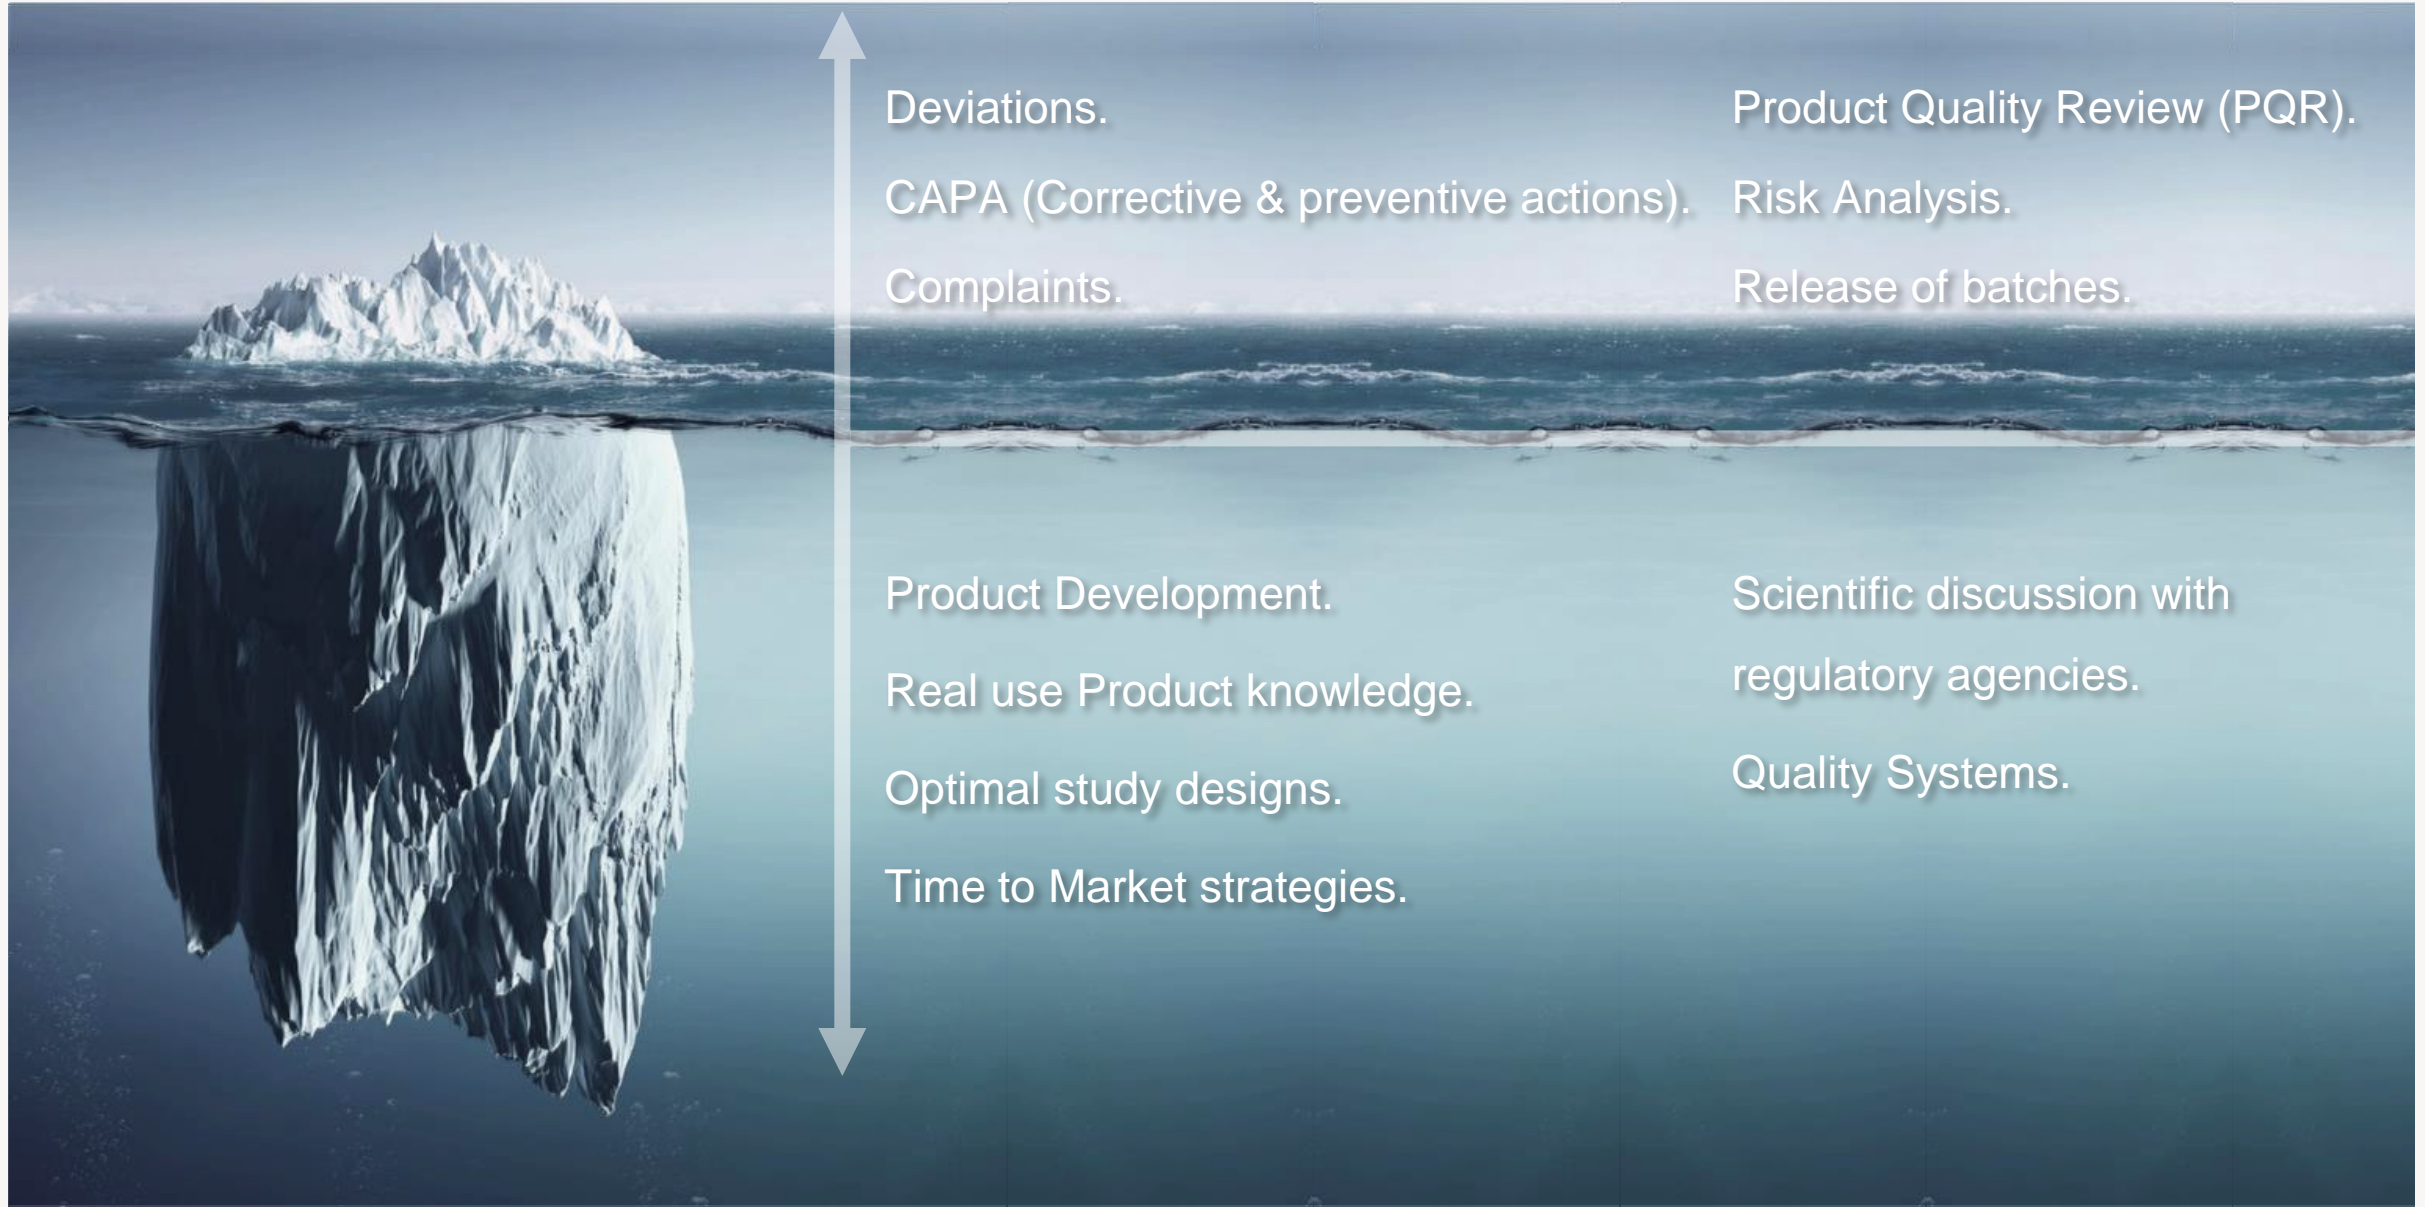 Deviations.
CAPA (Corrective & preventive actions).
Complaints.
Product Quality Review (PQR).
Risk Analysis.
Release of batches.
Product Development.
Real use Product knowledge.
Optimal study designs.
Time to Market strategies.
Scientific discussion with
regulatory agencies.
Quality Systems.